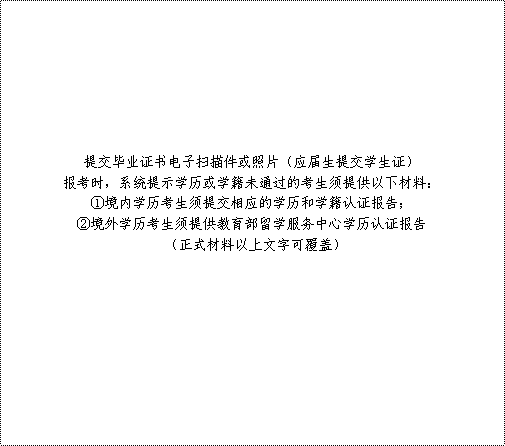 提交毕业证书电子扫描件或照片（应届生提交学生证）
报考时，系统提示学历或学籍未通过的考生须提供以下材料：
①境内学历考生须提交相应的学历和学籍认证报告；
②境外学历考生须提供教育部留学服务中心学历认证报告
（正式材料以上文字可覆盖）